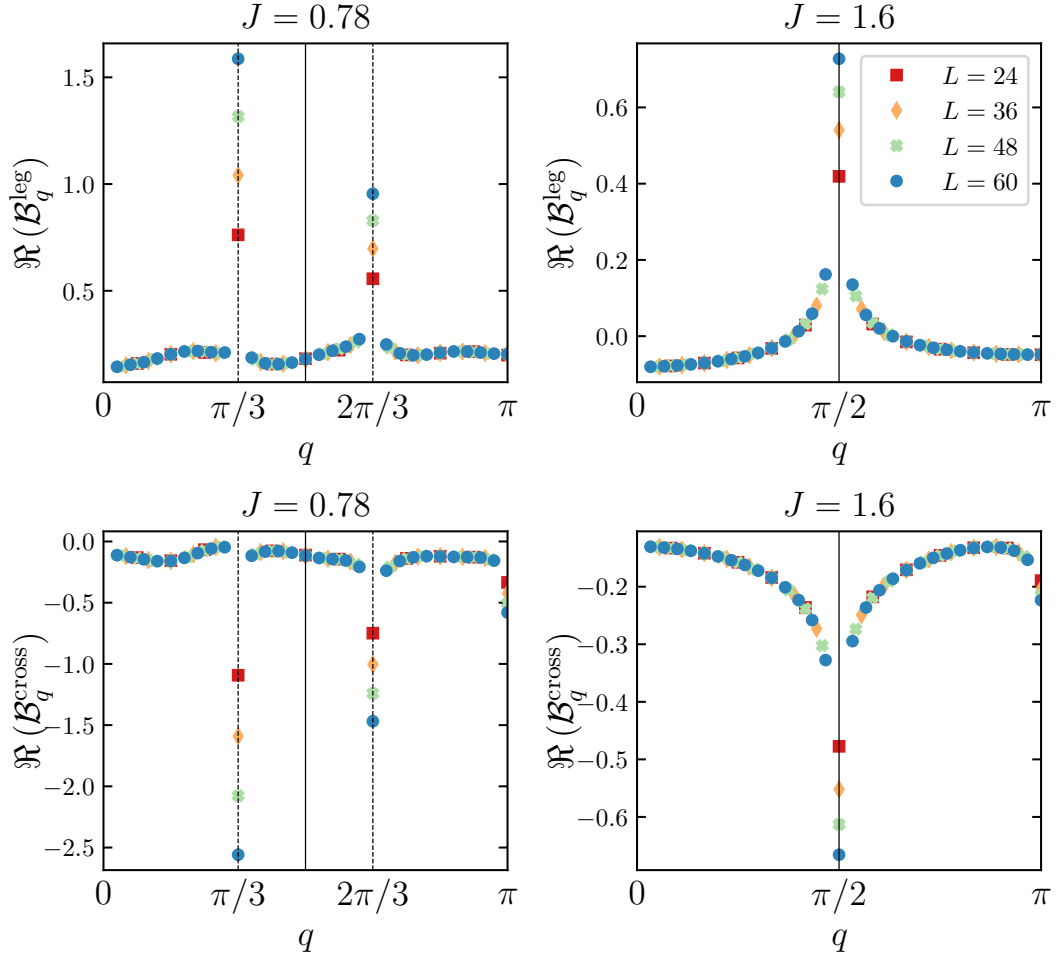 J = 0.78
1.5
1.0
0.5
ℜ (ℬ_q^leg)
0
π/3
2π/3
π
q
J = 1.6
0.6
0.4
0.2
0.0
ℜ (ℬ_q^leg)
L = 24
L = 36
L = 48
L = 60
0
π/2
π
q
J = 0.78
0.0
−0.5
−1.0
−1.5
−2.0
−2.5
ℜ (ℬ_q^cross)
0
π/3
2π/3
π
q
J = 1.6
−0.2
−0.3
−0.4
−0.5
−0.6
ℜ (ℬ_q^cross)
0
π/2
π
q